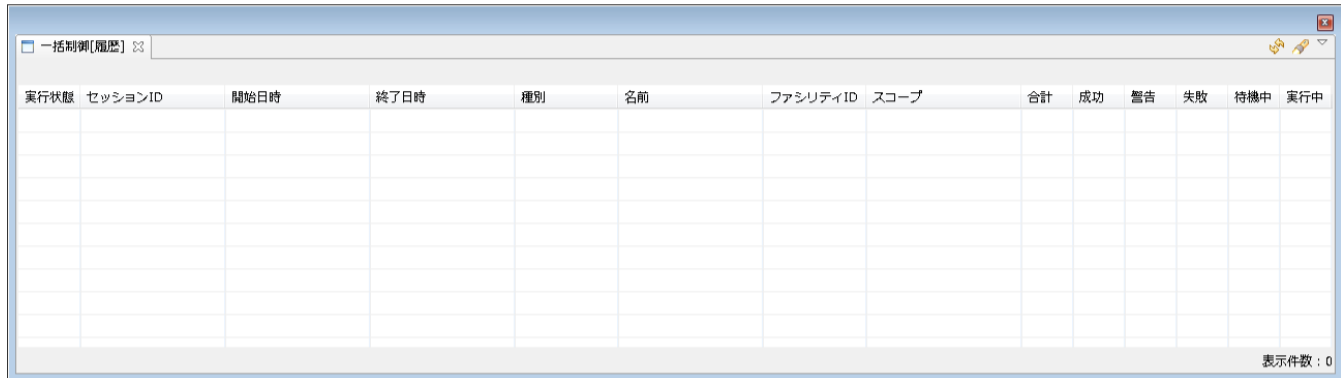 一括制御[履歴]
実行状態 セッションID 開始日時 終了日時 種別 名前 ファシリティID スコープ 合計 成功 警告 失敗 待機中 実行中
表示件数:0